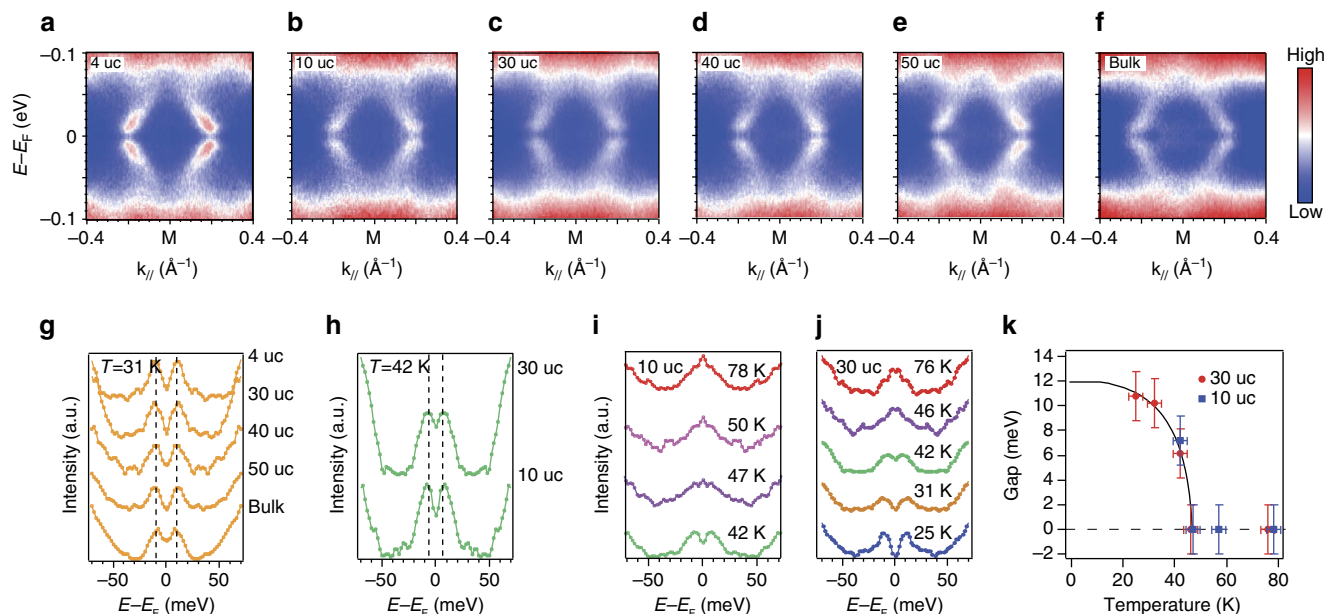 a b c d e f
4 uc 10 uc 30 uc 40 uc 50 uc Bulk
High
Low
E–E_F (eV)
–0.1
0
–0.1
–0.4 M 0.4
–0.4 M 0.4
–0.4 M 0.4
–0.4 M 0.4
–0.4 M 0.4
–0.4 M 0.4
k// (Å⁻¹)
k// (Å⁻¹)
k// (Å⁻¹)
k// (Å⁻¹)
k// (Å⁻¹)
k// (Å⁻¹)
g
T=31 K
4 uc
30 uc
40 uc
50 uc
Bulk
Intensity (a.u.)
–50 0 50
E–E_F (meV)
h
T=42 K
30 uc
10 uc
Intensity (a.u.)
–50 0 50
E–E_F (meV)
i
10 uc
78 K
50 K
47 K
42 K
Intensity (a.u.)
–50 0 50
E–E_F (meV)
j
30 uc
76 K
46 K
42 K
31 K
25 K
Intensity (a.u.)
–50 0 50
E–E_F (meV)
k
30 uc
10 uc
Gap (meV)
14
12
10
8
6
4
2
0
–2
0 20 40 60 80
Temperature (K)